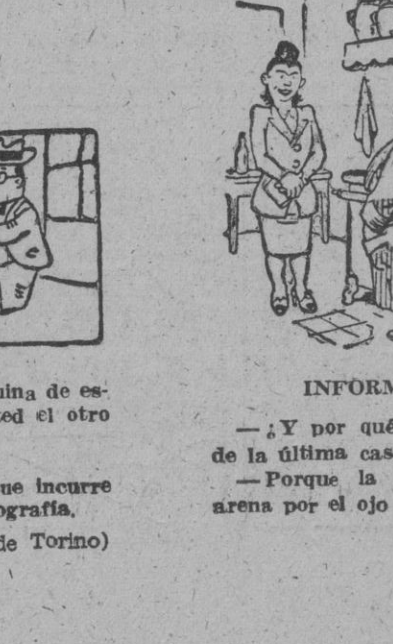 uina de es-
ted el otro
ue incurre
ografía.
de Torino)
INFORM
— ¿Y por qué
de la última cas
— Porque la
arena por el ojo